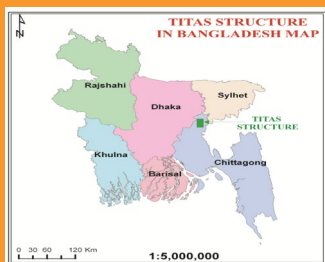 N
TITAS STRUCTURE
IN BANGLADESH MAP
Rajshahi
Sylhet
Dhaka
TITAS
STRUCTURE
Khulna
Chittagong
Barisal
0 30 60 120 Km
1:5,000,000